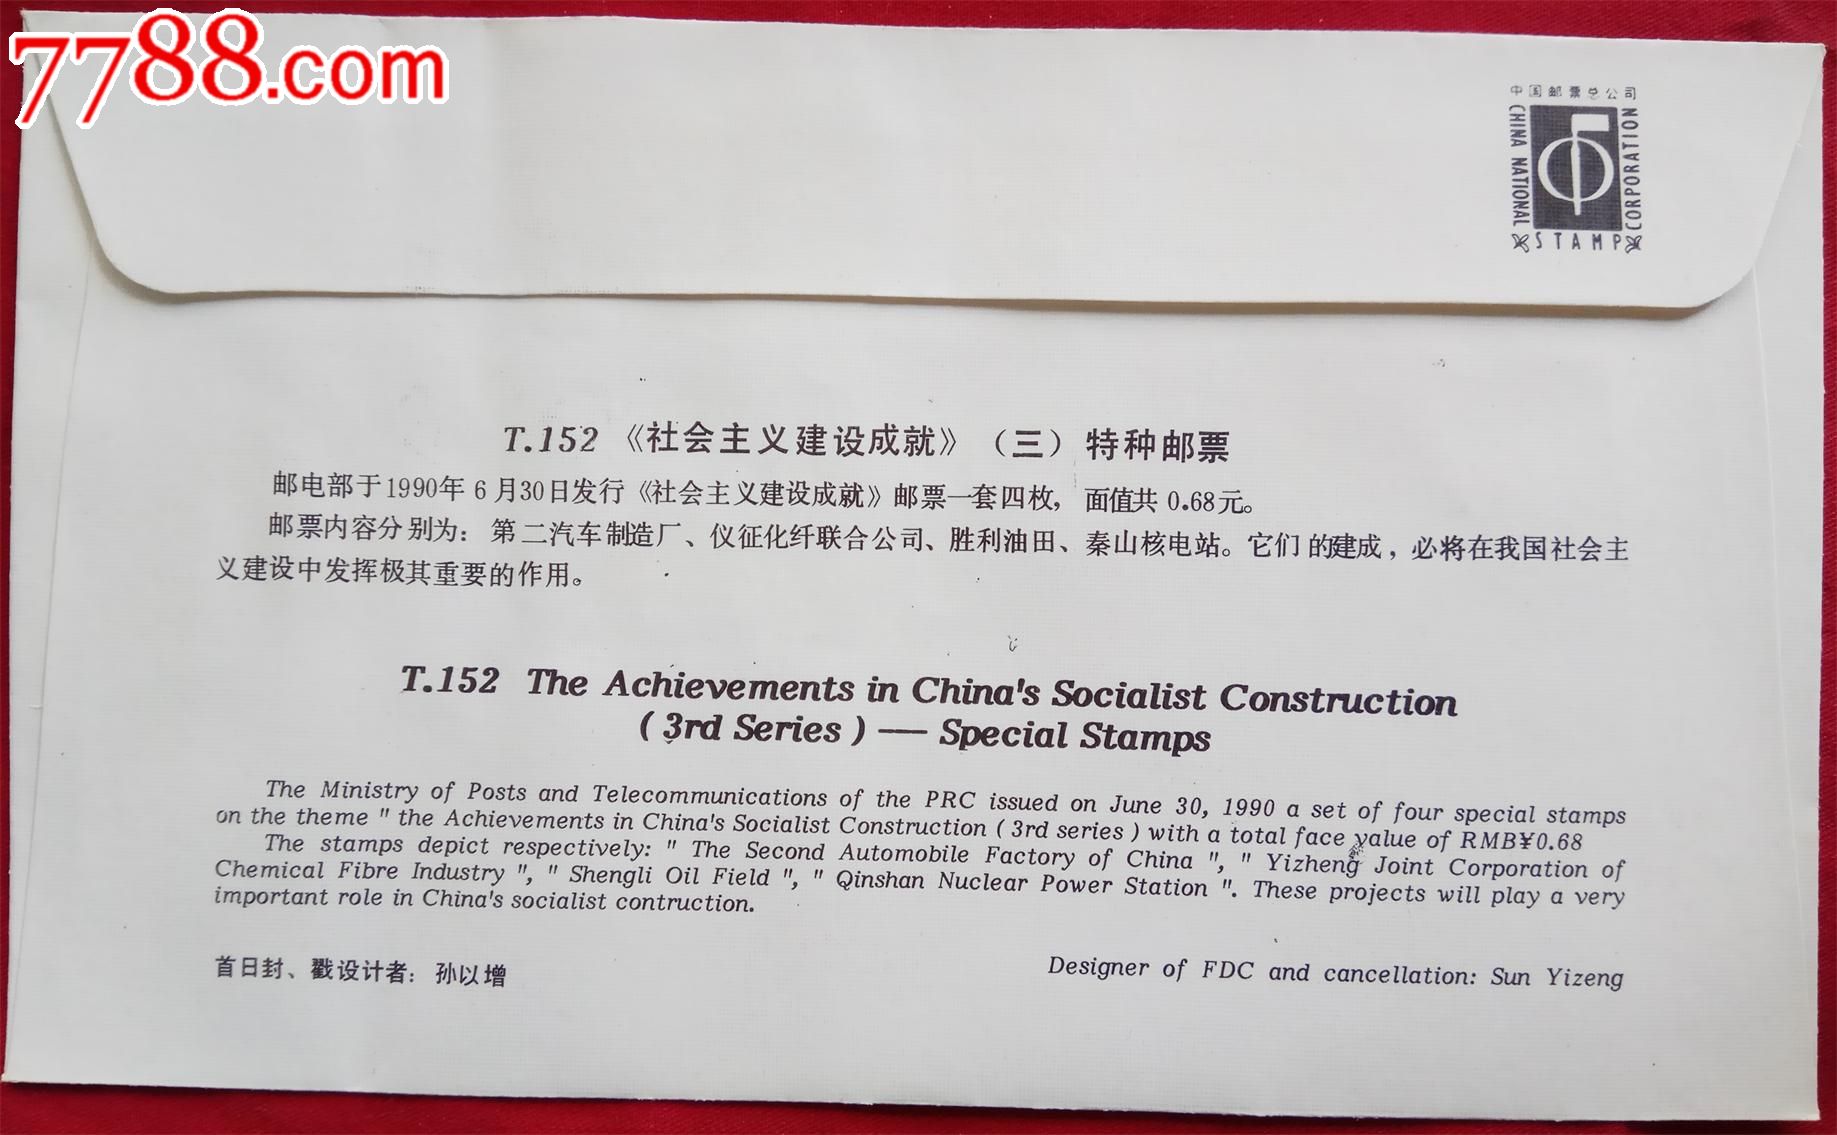 7788.com
中国邮票总公司
CHINA NATIONAL
STAMP
CORPORATION
T.152《社会主义建设成就》（三）特种邮票
邮电部于1990年6月30日发行《社会主义建设成就》邮票一套四枚，面值共0.68元。
邮票内容分别为：第二汽车制造厂、仪征化纤联合公司、胜利油田、秦山核电站。它们的建成，必将在我国社会主
义建设中发挥极其重要的作用。
T.152 The Achievements in China's Socialist Construction
(3rd Series) — Special Stamps
The Ministry of Posts and Telecommunications of the PRC issued on June 30, 1990 a set of four special stamps
on the theme " the Achievements in China's Socialist Construction (3rd series) with a total face value of RMB¥0.68
The stamps depict respectively: " The Second Automobile Factory of China ", " Yizheng Joint Corporation of
Chemical Fibre Industry ", " Shengli Oil Field ", " Qinshan Nuclear Power Station ". These projects will play a very
important role in China's socialist contruction.
首日封、戳设计者：孙以增
Designer of FDC and cancellation: Sun Yizeng